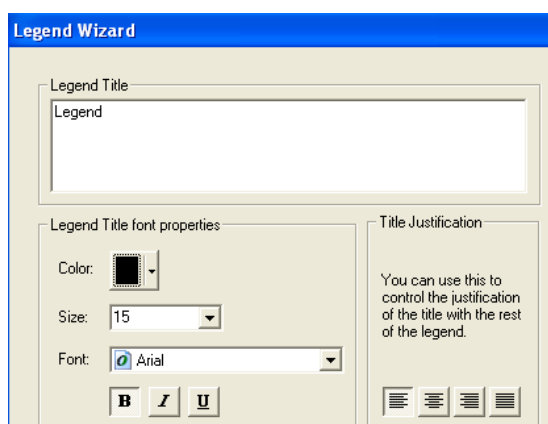 Legend Wizard
Legend Title
Legend
Legend Title font properties
Color:
Size: 15
Font: Arial
B I U
Title Justification
You can use this to
control the justification
of the title with the rest
of the legend.